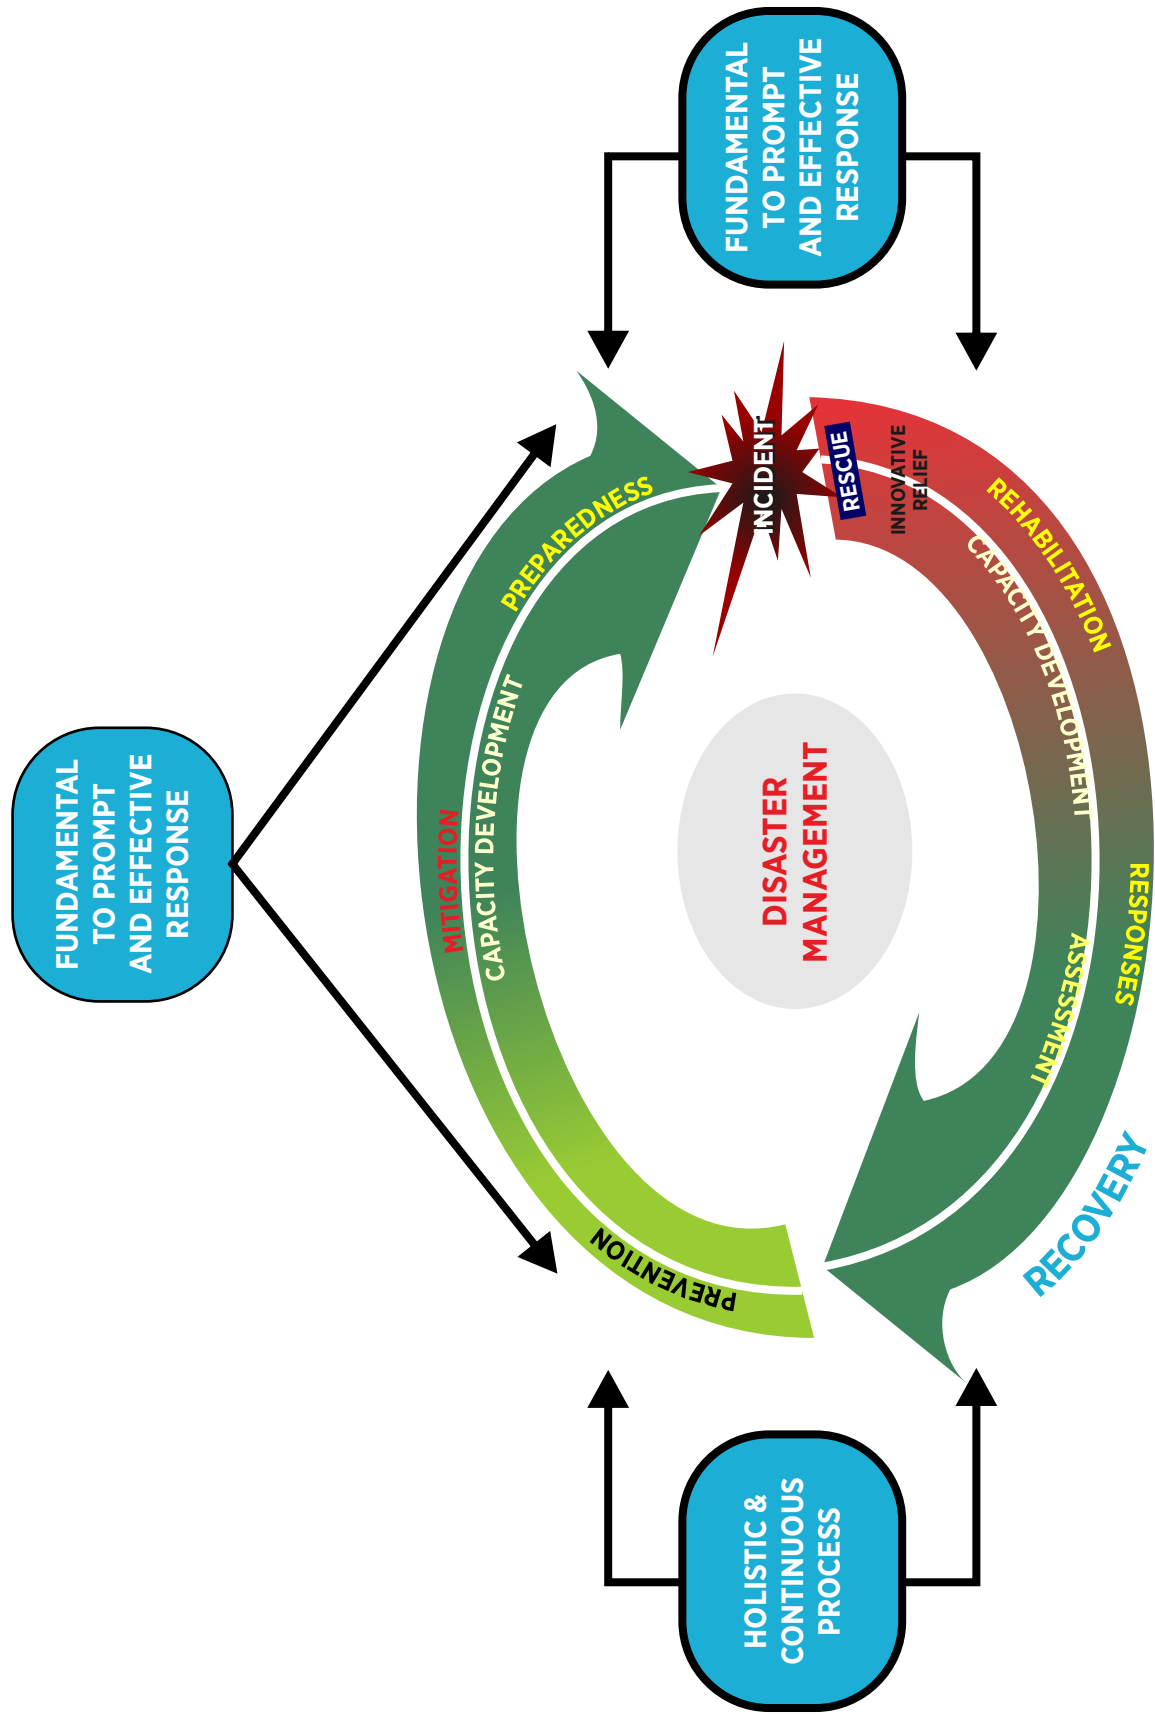 FUNDAMENTAL
TO PROMPT
AND EFFECTIVE
RESPONSE
HOLISTIC &
CONTINUOUS
PROCESS
FUNDAMENTAL
TO PROMPT
AND EFFECTIVE
RESPONSE
PREVENTION
MITIGATION
PREPAREDNESS
CAPACITY DEVELOPMENT
INCIDENT
DISASTER
MANAGEMENT
RESCUE
INNOVATIVE
RELIEF
REHABILITATION
CAPACITY DEVELOPMENT
RESPONSES
ASSESSMENT
RECOVERY